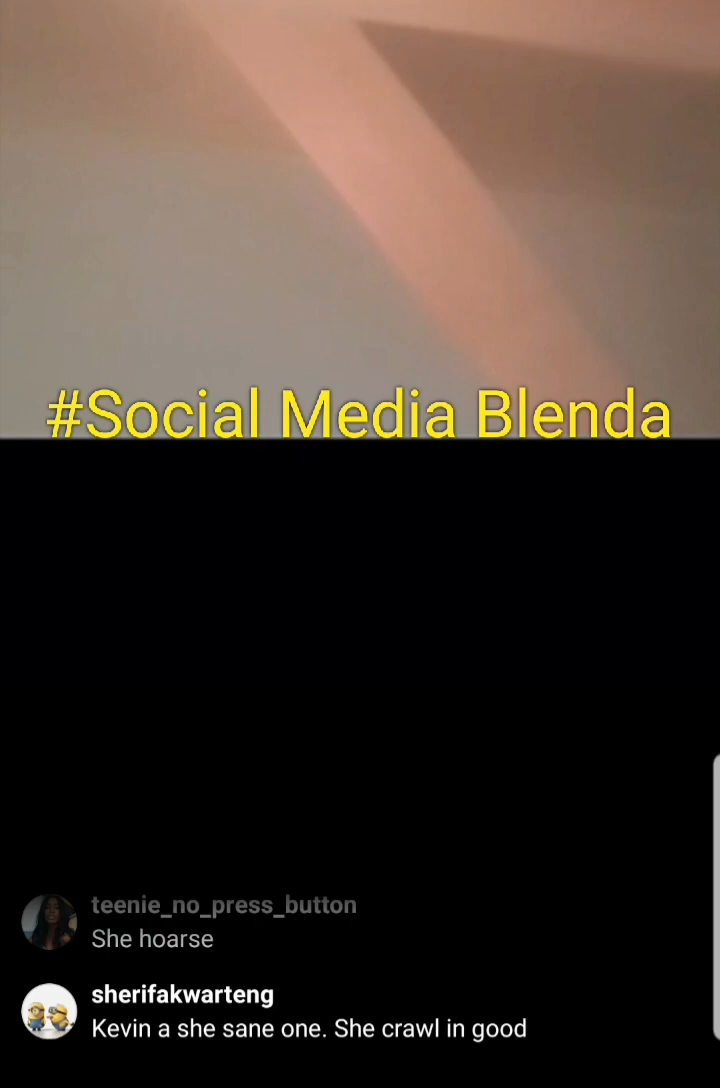 #Social Media Blenda
teenie_no_press_button
She hoarse
sherifakwarteng
Kevin a she sane one. She crawl in good